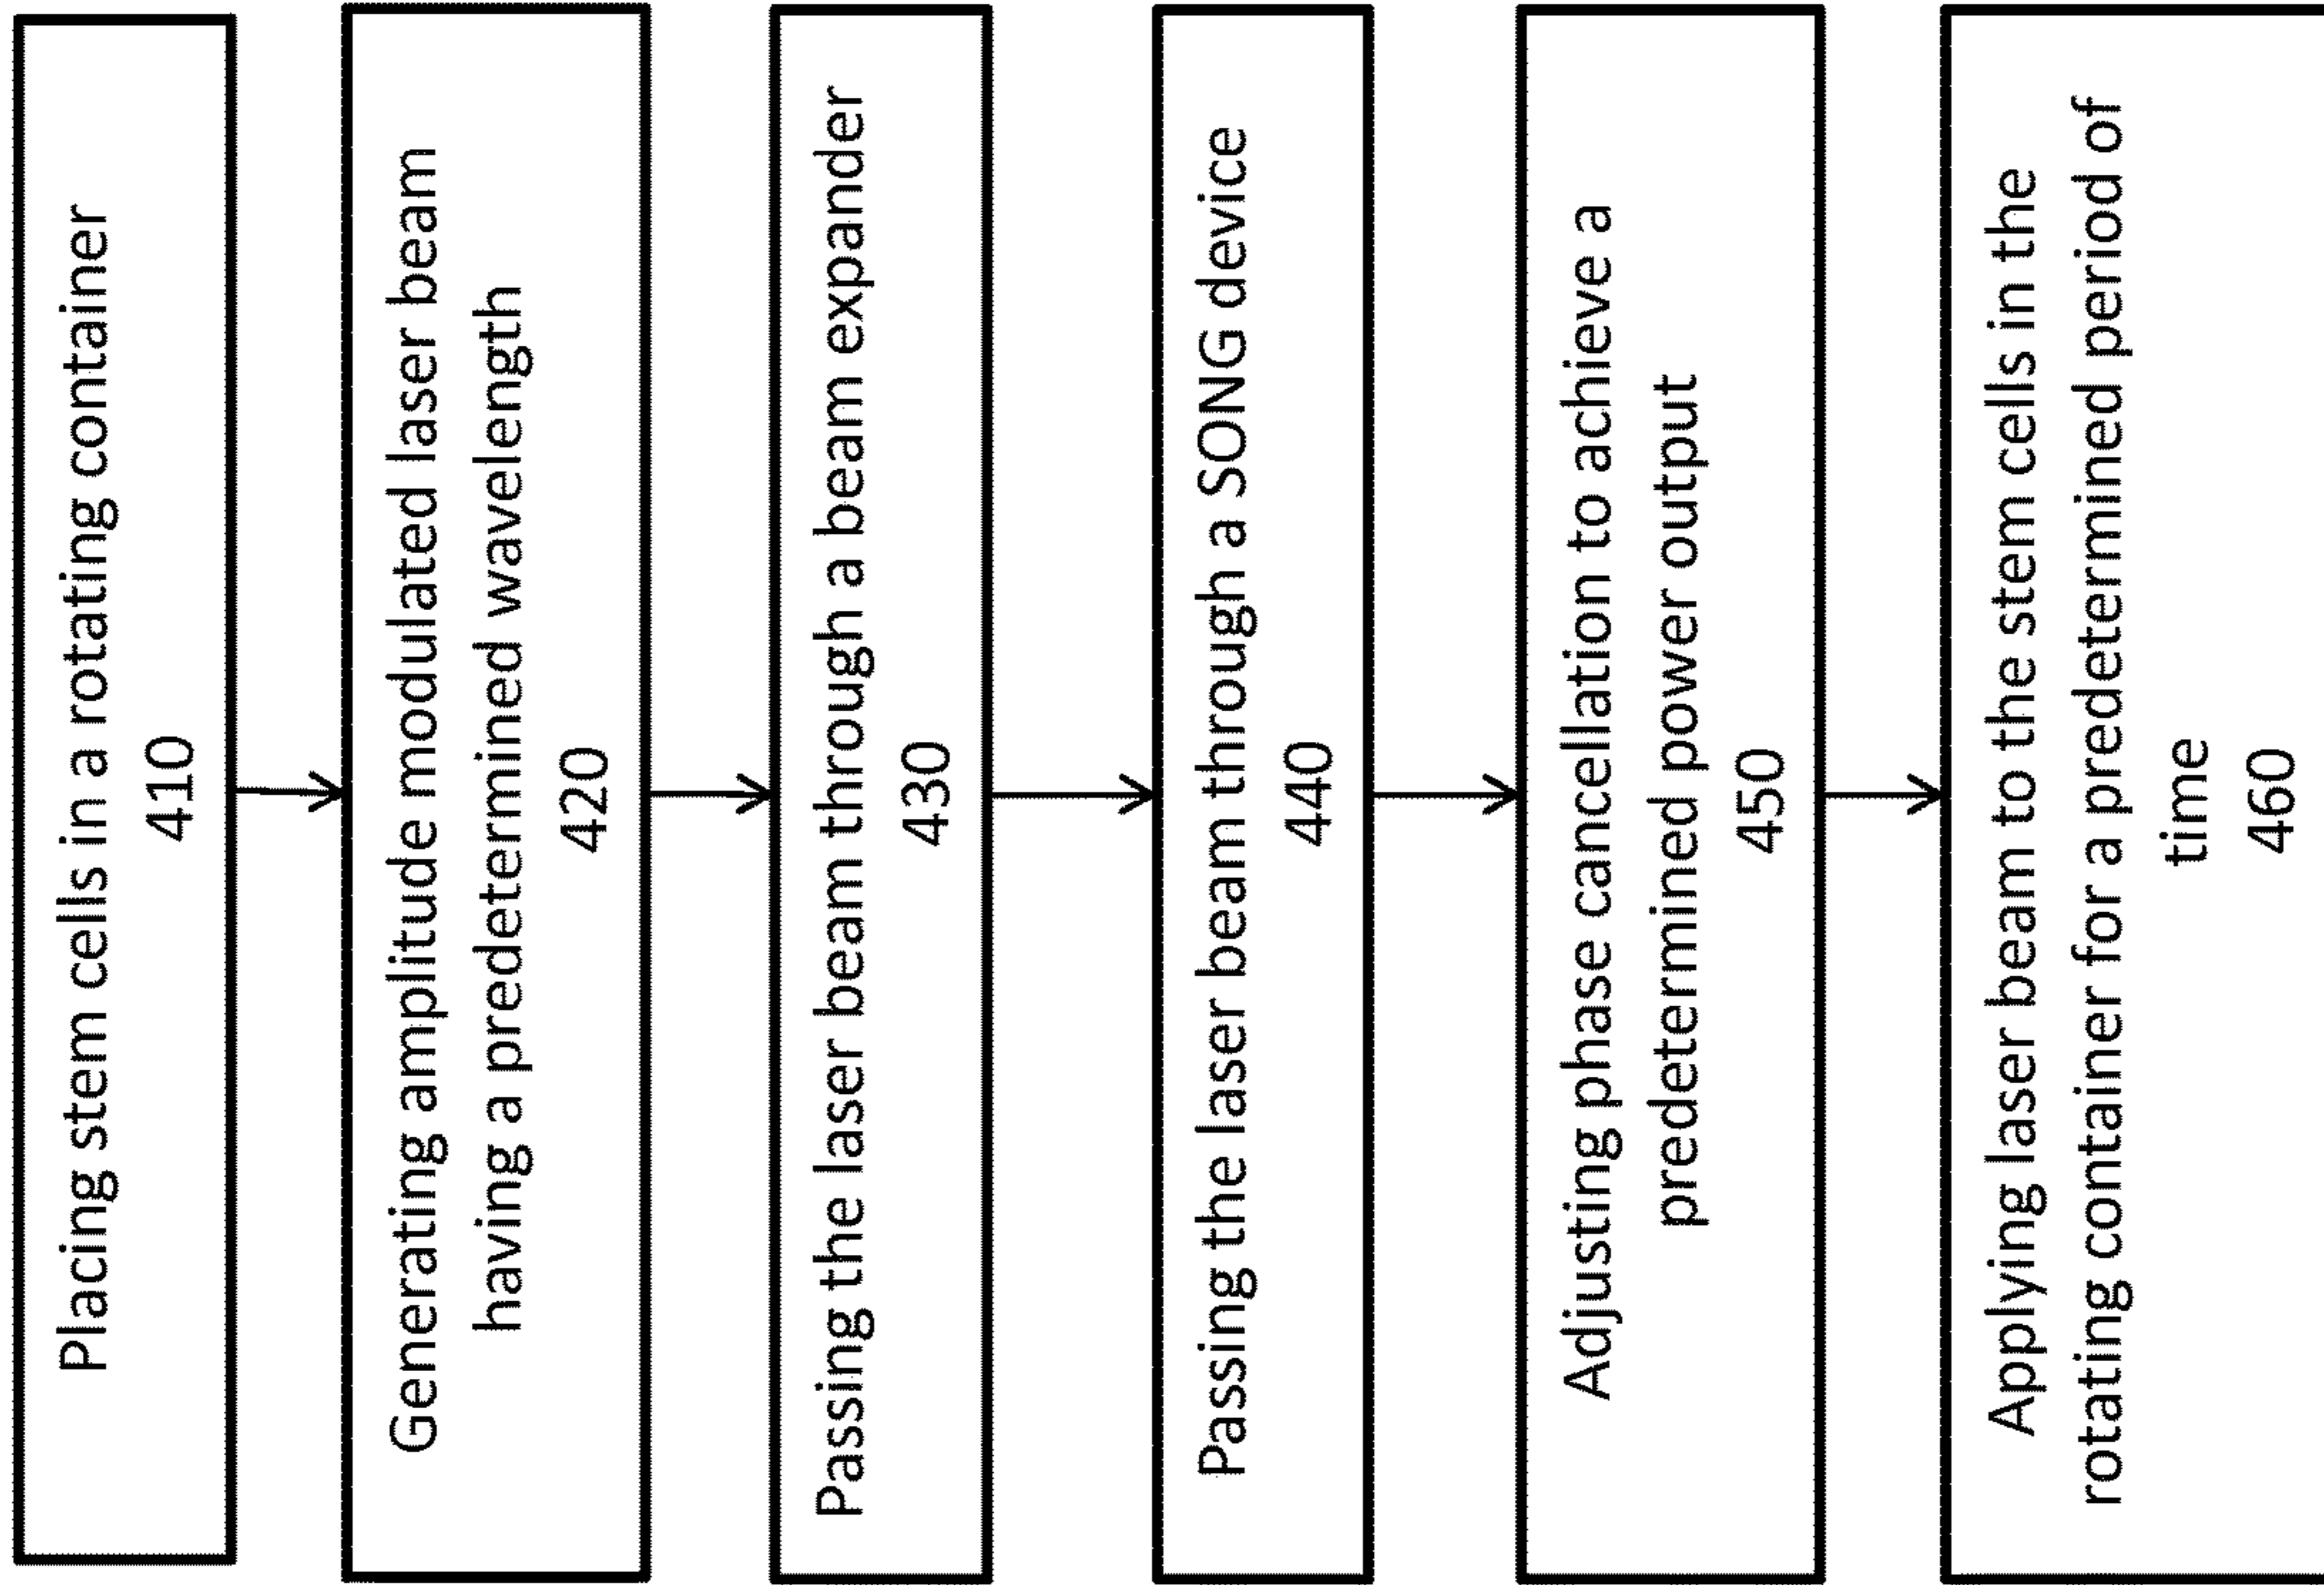 Placing stem cells in a rotating container
410
Generating amplitude modulated laser beam
having a predetermined wavelength
420
Passing the laser beam through a beam expander
430
Passing the laser beam through a SONG device
440
Adjusting phase cancellation to achieve a
predetermined power output
450
Applying laser beam to the stem cells in the
rotating container for a predetermined period of
time
460